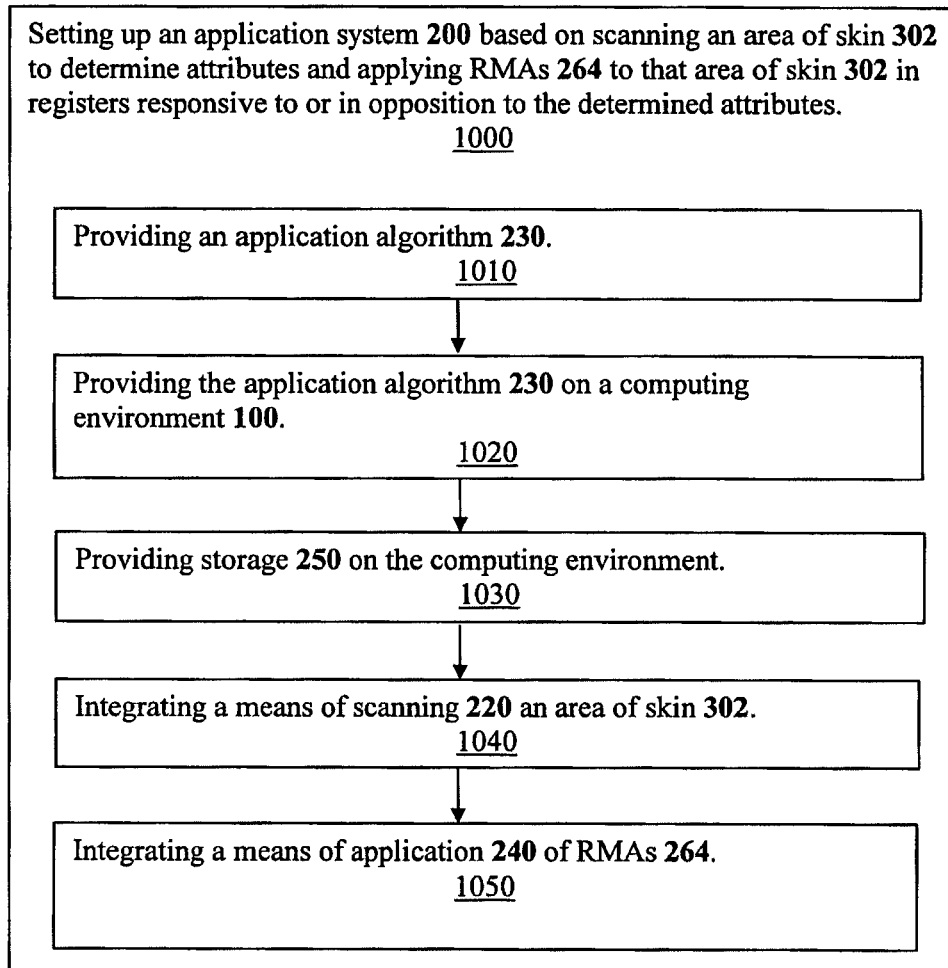 Setting up an application system 200 based on scanning an area of skin 302
to determine attributes and applying RMAs 264 to that area of skin 302 in
registers responsive to or in opposition to the determined attributes.
1000
Providing an application algorithm 230.
1010
Providing the application algorithm 230 on a computing
environment 100.
1020
Providing storage 250 on the computing environment.
1030
Integrating a means of scanning 220 an area of skin 302.
1040
Integrating a means of application 240 of RMAs 264.
1050